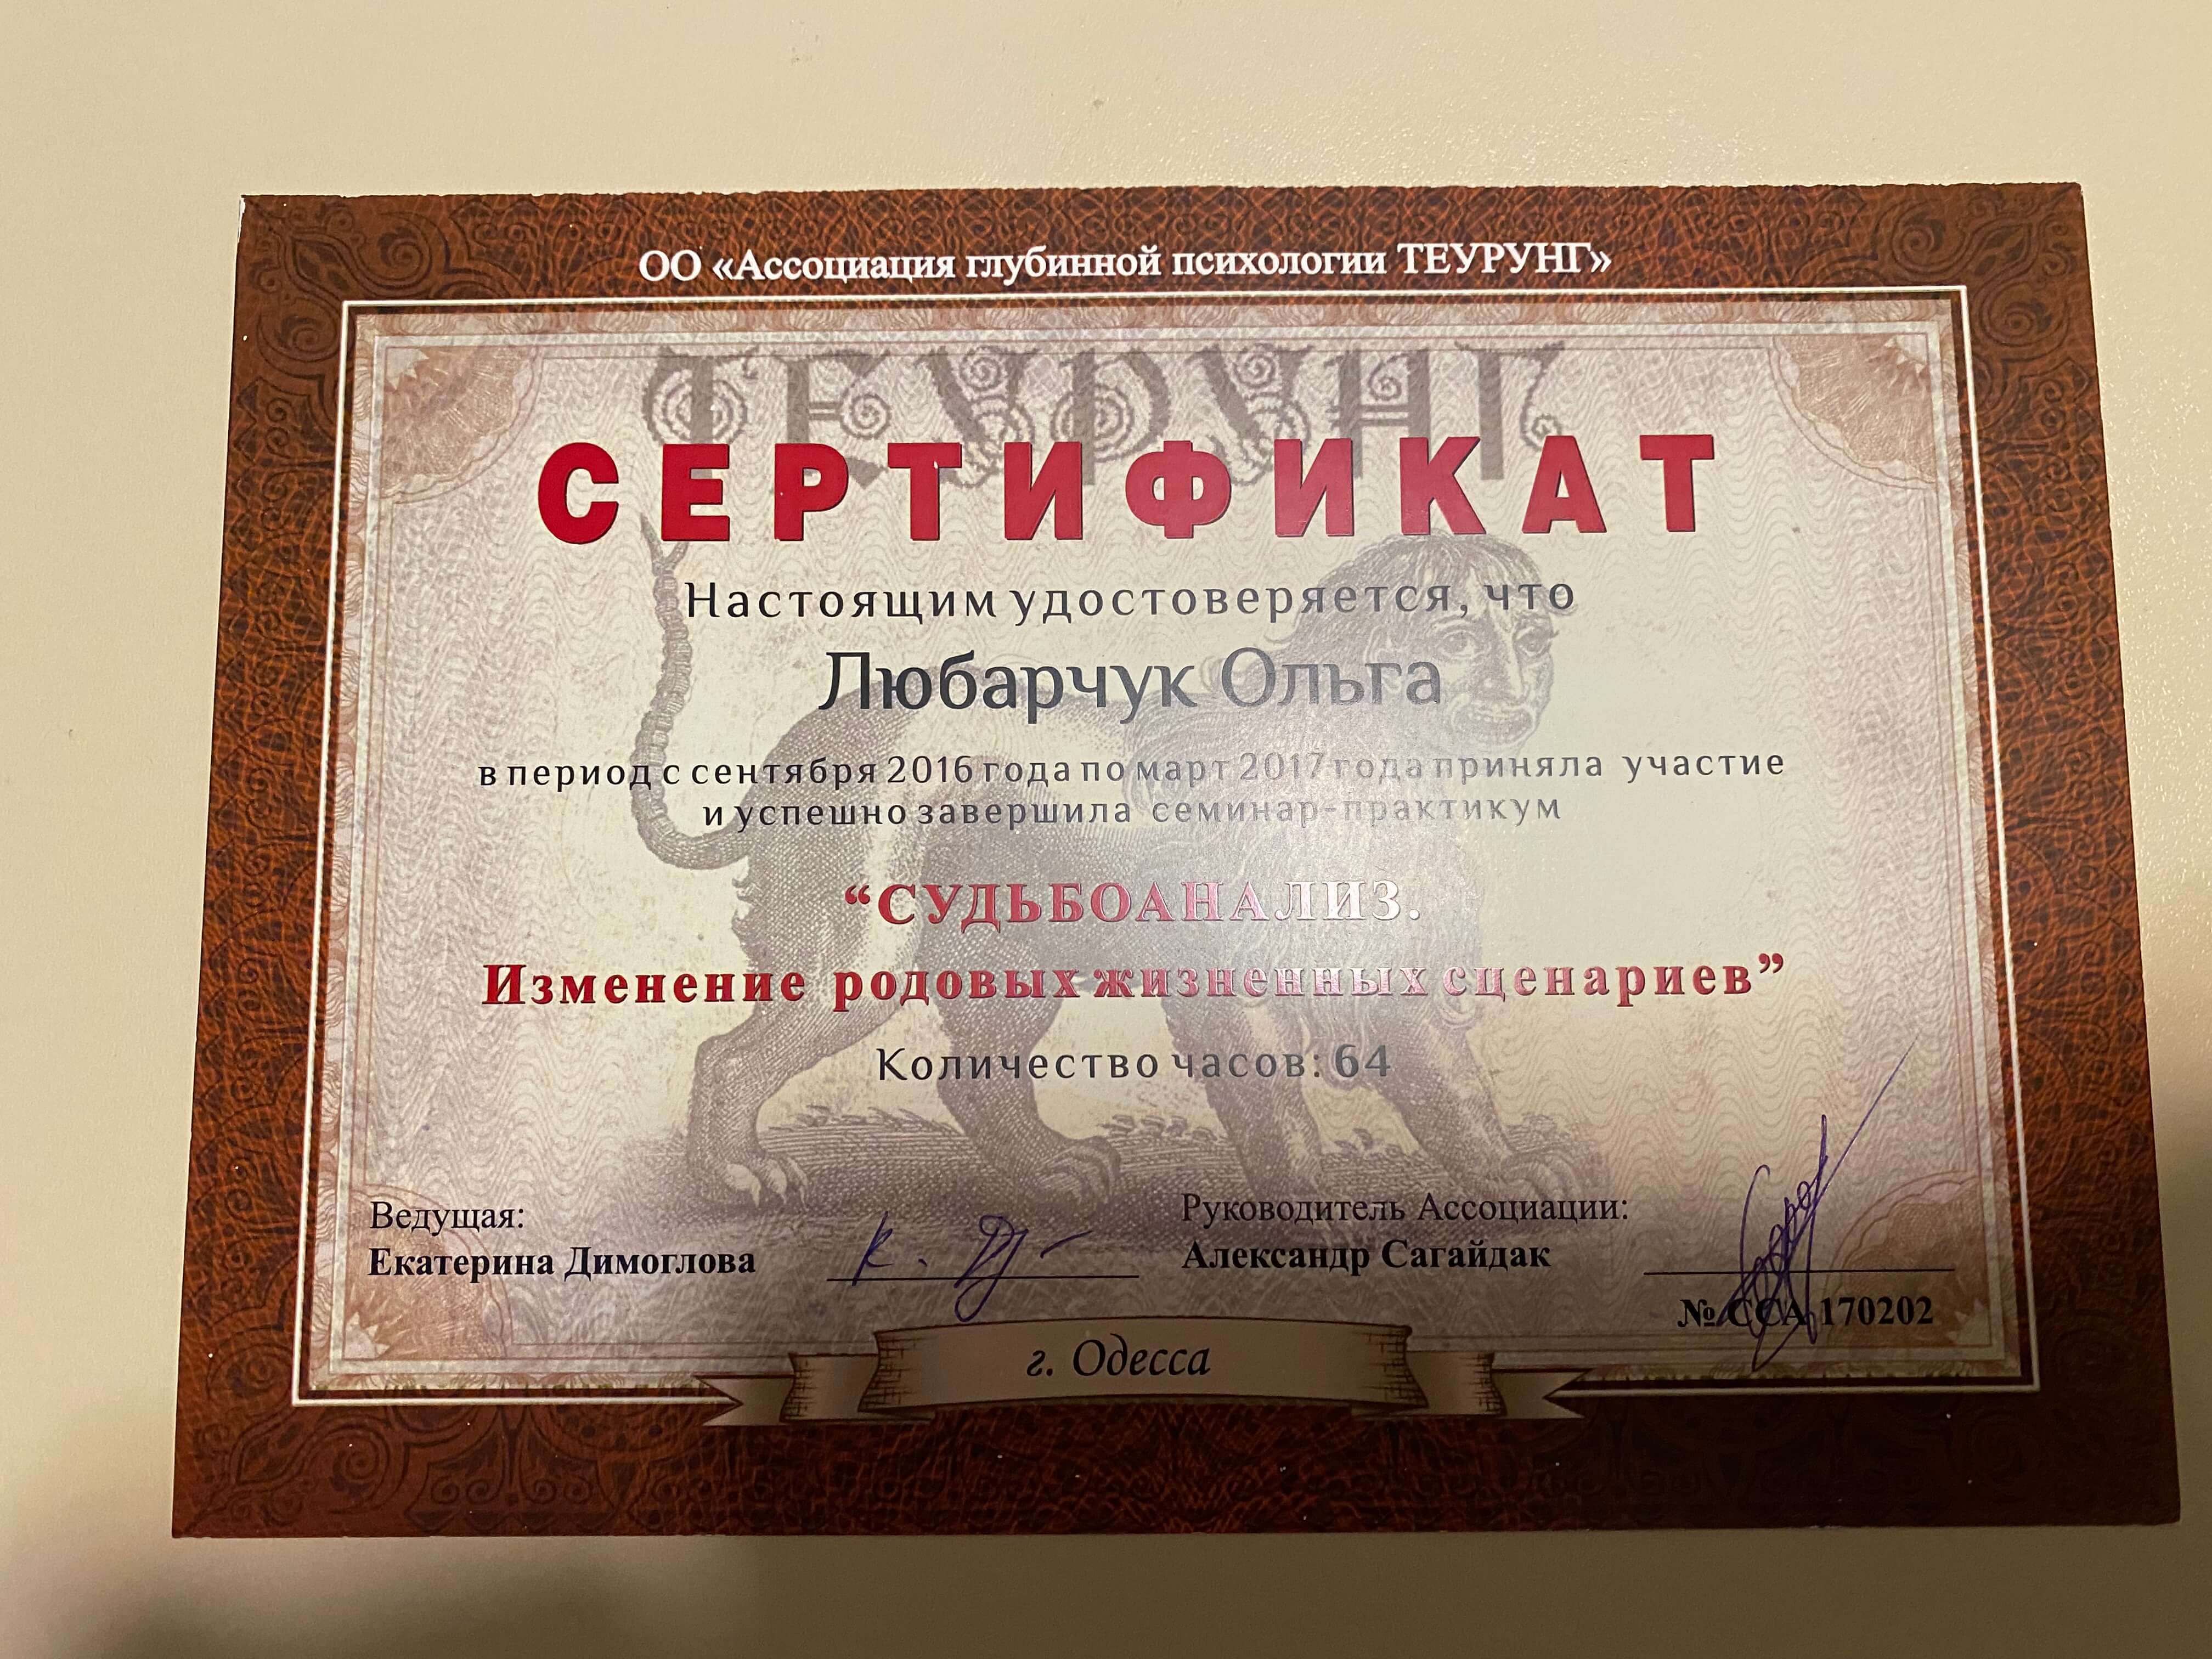 ОО «Ассоциация глубинной психологии ТЕУРУНГ»
ТЕУРУНГ
СЕРТИФИКАТ
Настоящим удостоверяется, что
Любарчук Ольга
в период с сентября 2016 года по март 2017 года приняла участие
и успешно завершила семинар-практикум
“СУДЬБОАНАЛИЗ.
Изменение родовых жизненных сценариев”
Количество часов: 64
Ведущая:
Екатерина Димоглова
Руководитель Ассоциации:
Александр Сагайдак
№ ССА 170202
г. Одесса